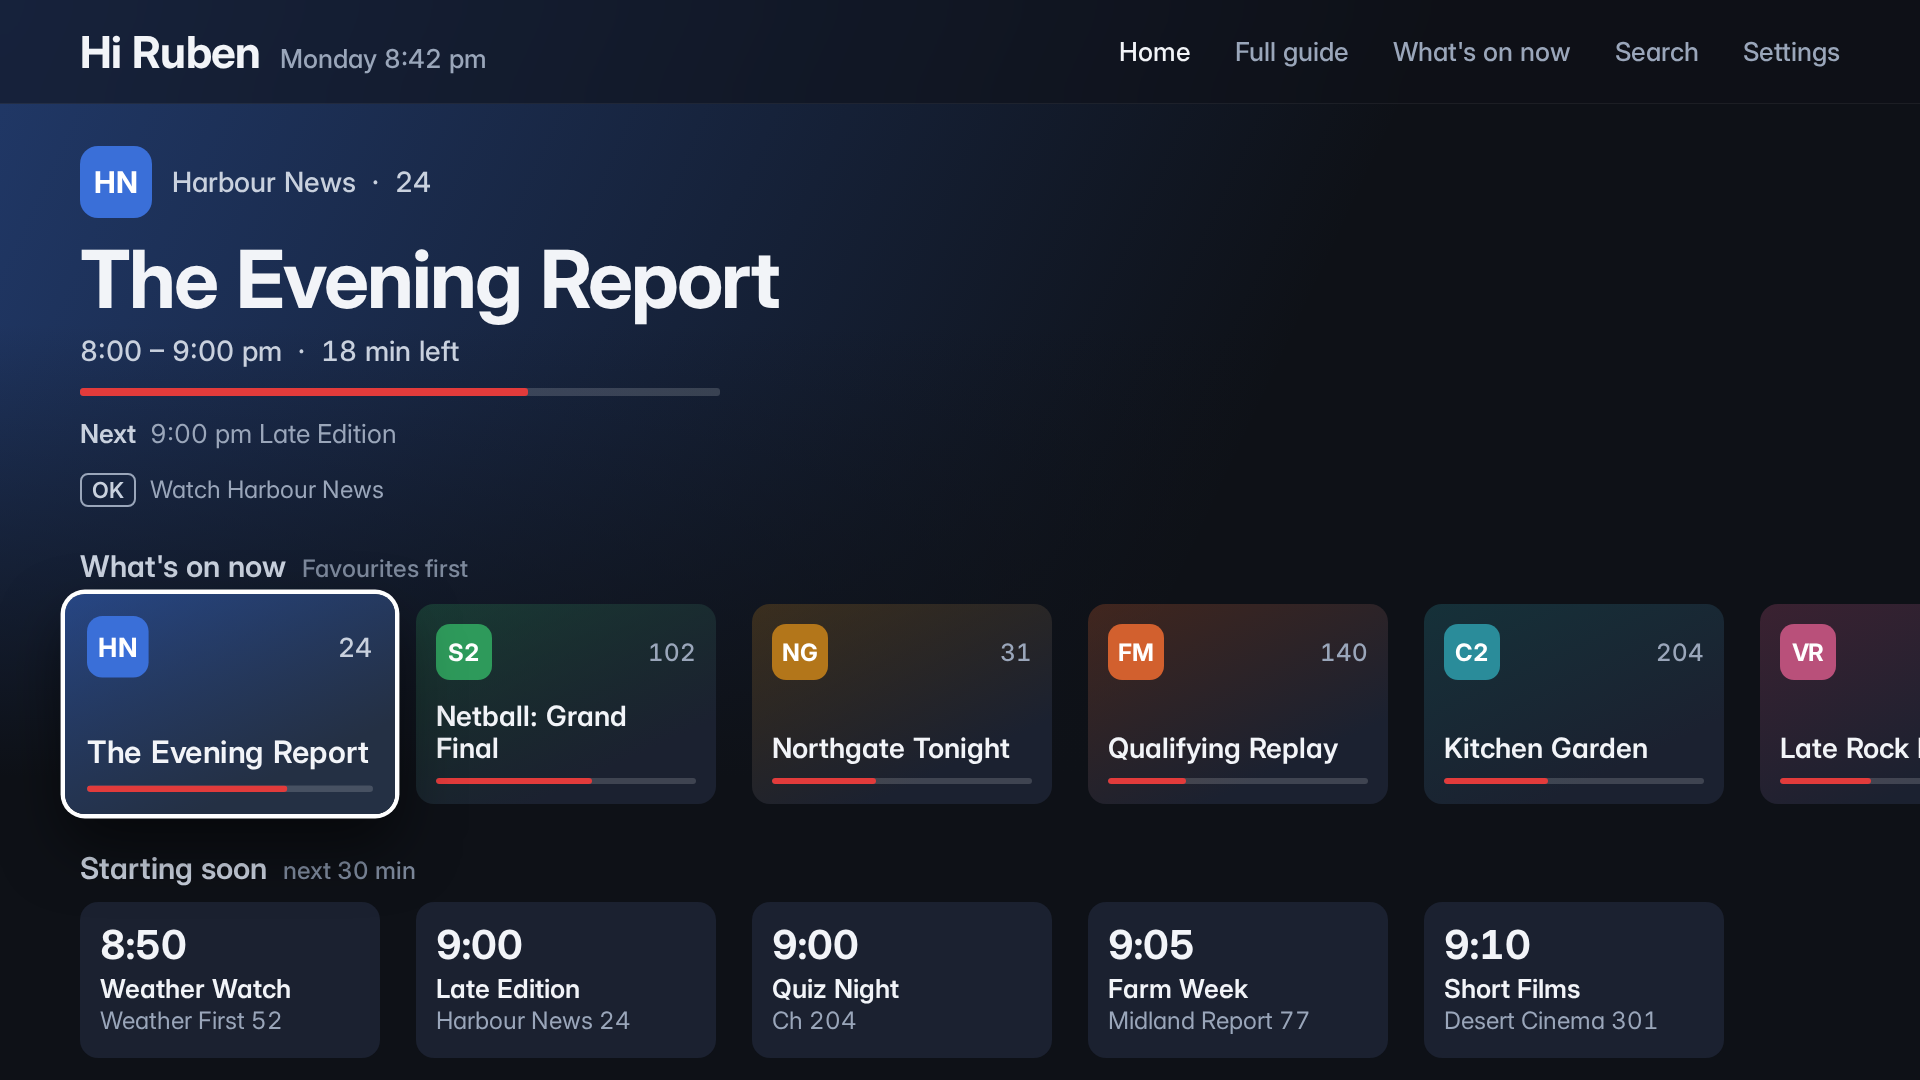 Hi Ruben Monday 8:42 pm
Home Full guide What's on now Search Settings
HN Harbour News · 24
The Evening Report
8:00 – 9:00 pm · 18 min left
Next 9:00 pm Late Edition
OK Watch Harbour News
What's on now Favourites first
HN 24
The Evening Report
S2 102
Netball: Grand
Final
NG 31
Northgate Tonight
FM 140
Qualifying Replay
C2 204
Kitchen Garden
VR
Late Rock
Starting soon next 30 min
8:50
Weather Watch
Weather First 52
9:00
Late Edition
Harbour News 24
9:00
Quiz Night
Ch 204
9:05
Farm Week
Midland Report 77
9:10
Short Films
Desert Cinema 301